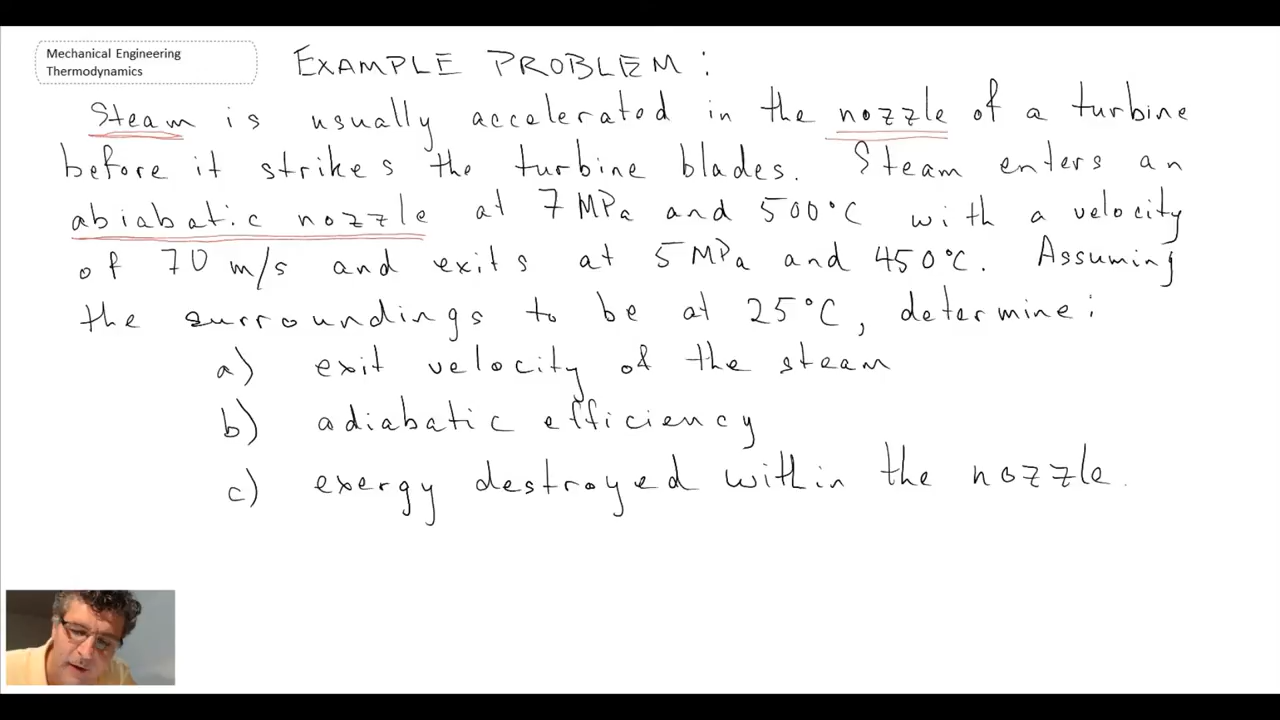 Mechanical Engineering
Thermodynamics
EXAMPLE PROBLEM:
Steam is usually accelerated in the nozzle of a turbine
before it strikes the turbine blades. Steam enters an
abiabatic nozzle at 7 MPa and 500°C with a velocity
of 70 m/s and exits at 5 MPa and 450°C. Assuming
the surroundings to be at 25°C, determine:
a) exit velocity of the steam
b) adiabatic efficiency
c) exergy destroyed within the nozzle.